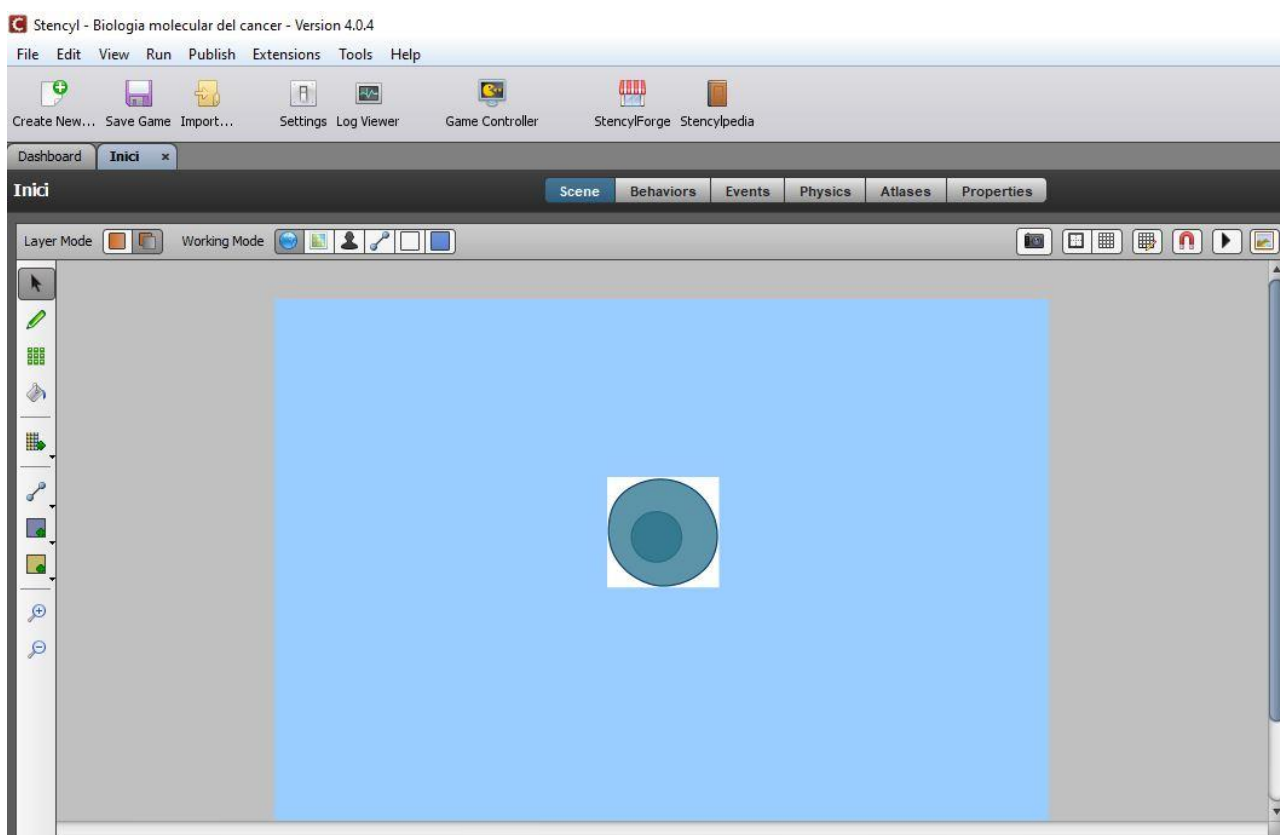 Stencyl - Biologia molecular del cancer - Version 4.0.4
File Edit View Run Publish Extensions Tools Help
Create New... Save Game Import... Settings Log Viewer Game Controller StencylForge Stencylpedia
Dashboard Inici
Inici Scene Behaviors Events Physics Atlases Properties
Layer Mode Working Mode